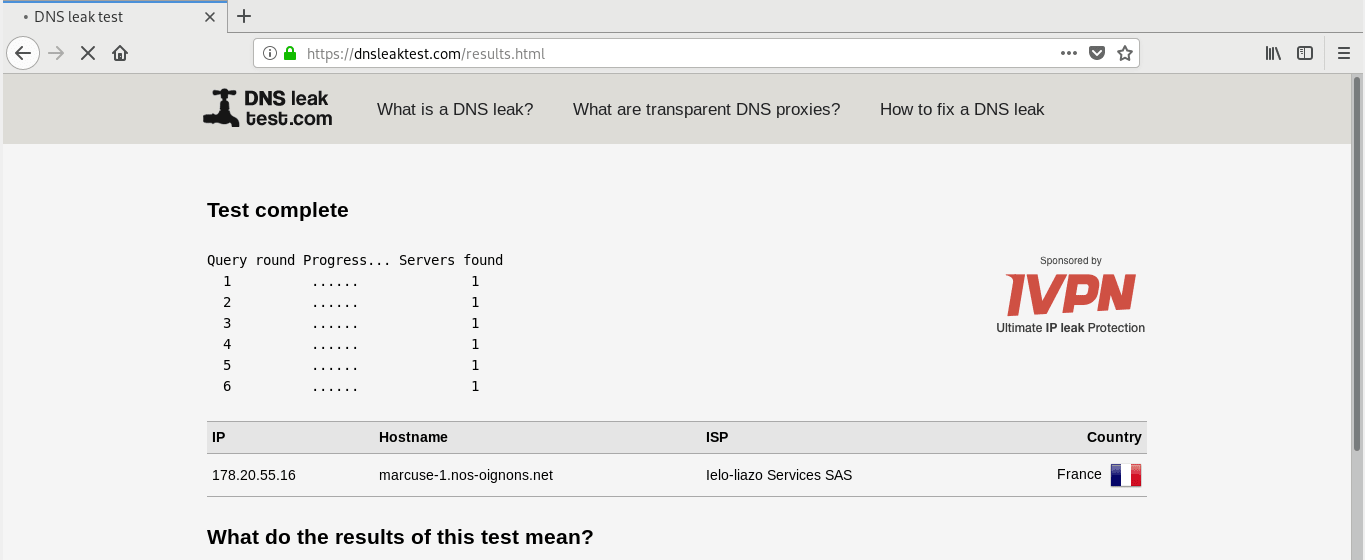 DNS leak test
https://dnsleaktest.com/results.html
DNS leak
test.com
What is a DNS leak?
What are transparent DNS proxies?
How to fix a DNS leak
Test complete
Query round Progress... Servers found
1 ...... 1
2 ...... 1
3 ...... 1
4 ...... 1
5 ...... 1
6 ...... 1
Sponsored by
IVPN
Ultimate IP leak Protection
IP Hostname ISP Country
178.20.55.16 marcuse-1.nos-oignons.net Ielo-liazo Services SAS France
What do the results of this test mean?